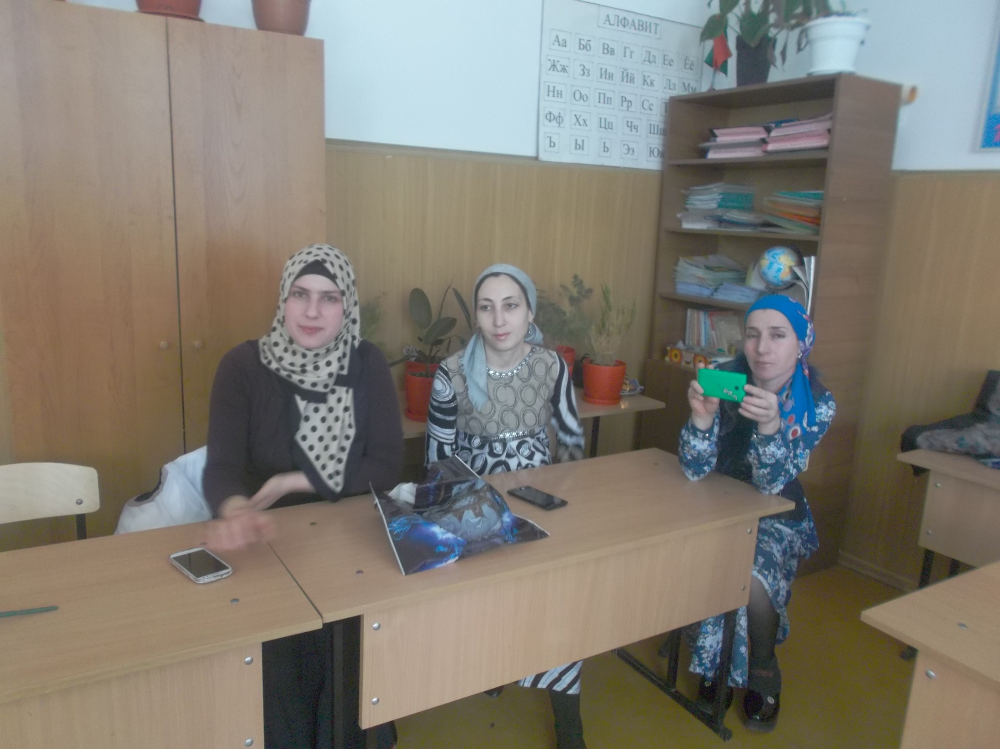 АЛФАВИТ
Аа Бб Вв Гг Дд Ее Ёё
Жж Зз Ии Йй Кк Лл Мм
Нн Оо Пп Рр Сс
Фф Хх Цц Чч Шш
Ъ Ы Ь Ээ Юю